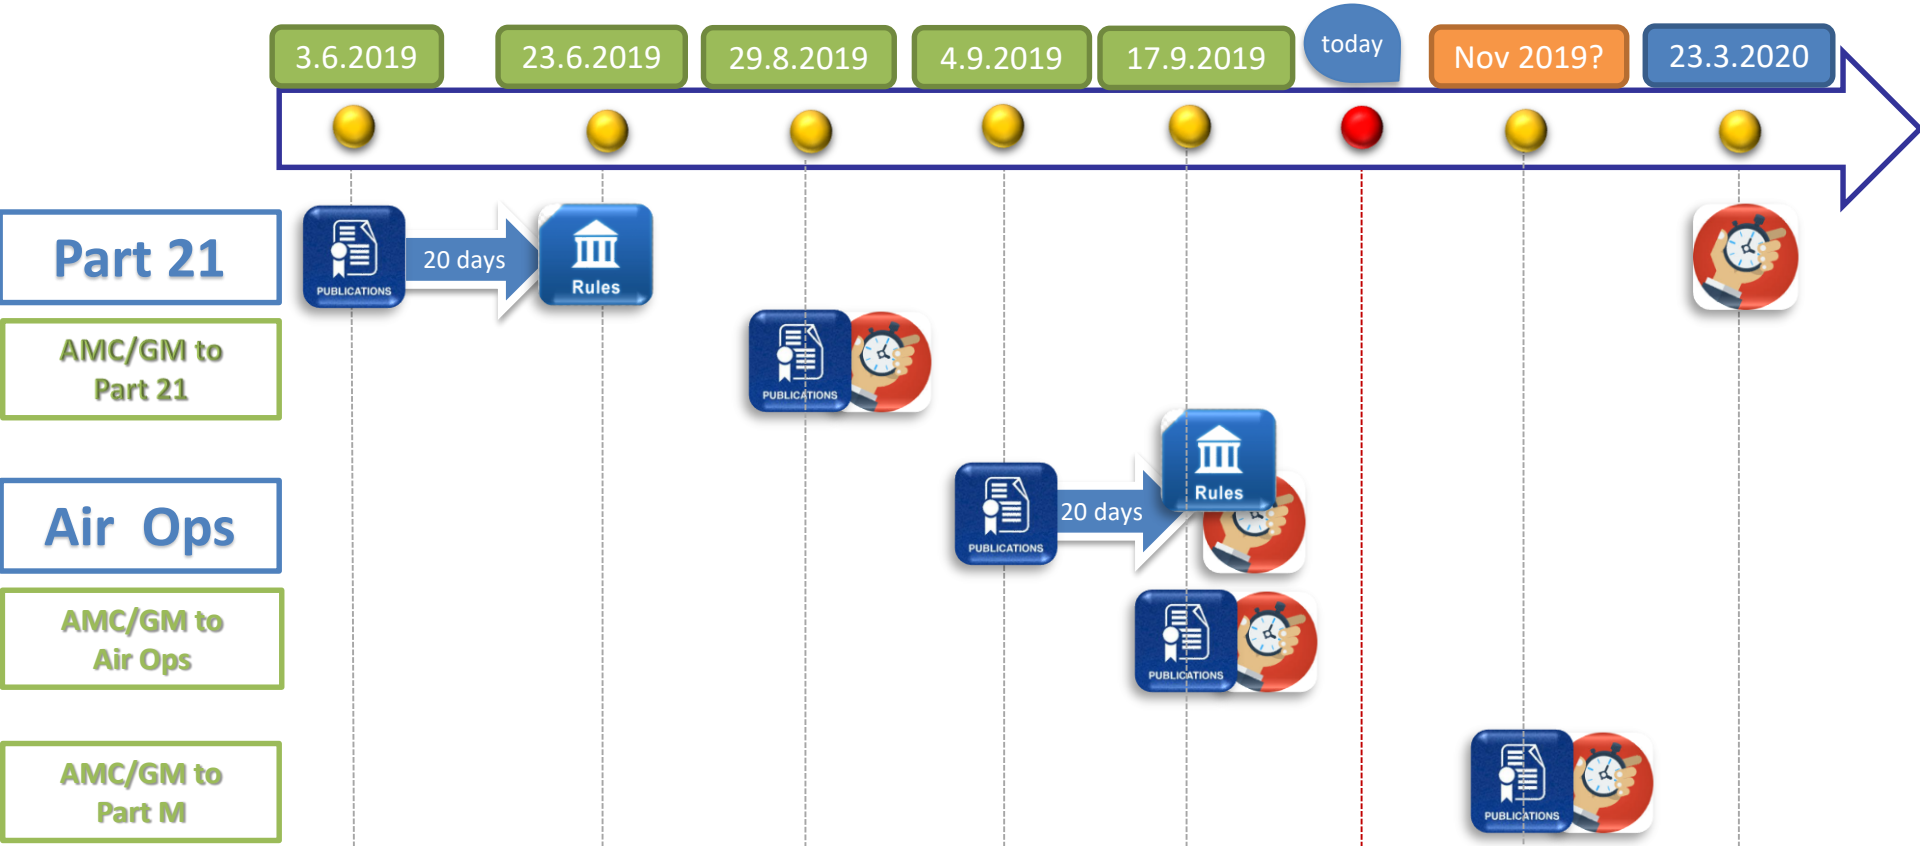 3.6.2019
23.6.2019
29.8.2019
4.9.2019
17.9.2019
today
Nov 2019?
23.3.2020
Part 21
PUBLICATIONS
20 days
Rules
AMC/GM to
Part 21
PUBLICATIONS
Air Ops
PUBLICATIONS
20 days
Rules
AMC/GM to
Air Ops
PUBLICATIONS
AMC/GM to
Part M
PUBLICATIONS